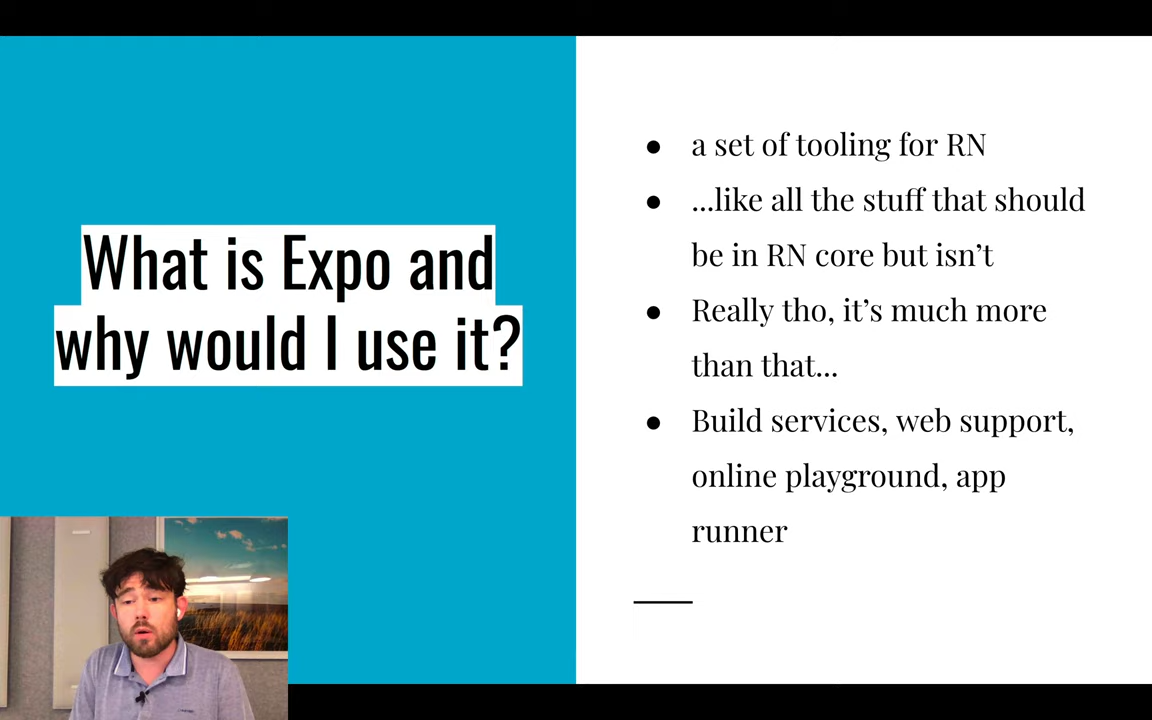 What is Expo and
why would I use it?
● a set of tooling for RN
● ...like all the stuff that should
be in RN core but isn’t
● Really tho, it’s much more
than that...
● Build services, web support,
online playground, app
runner